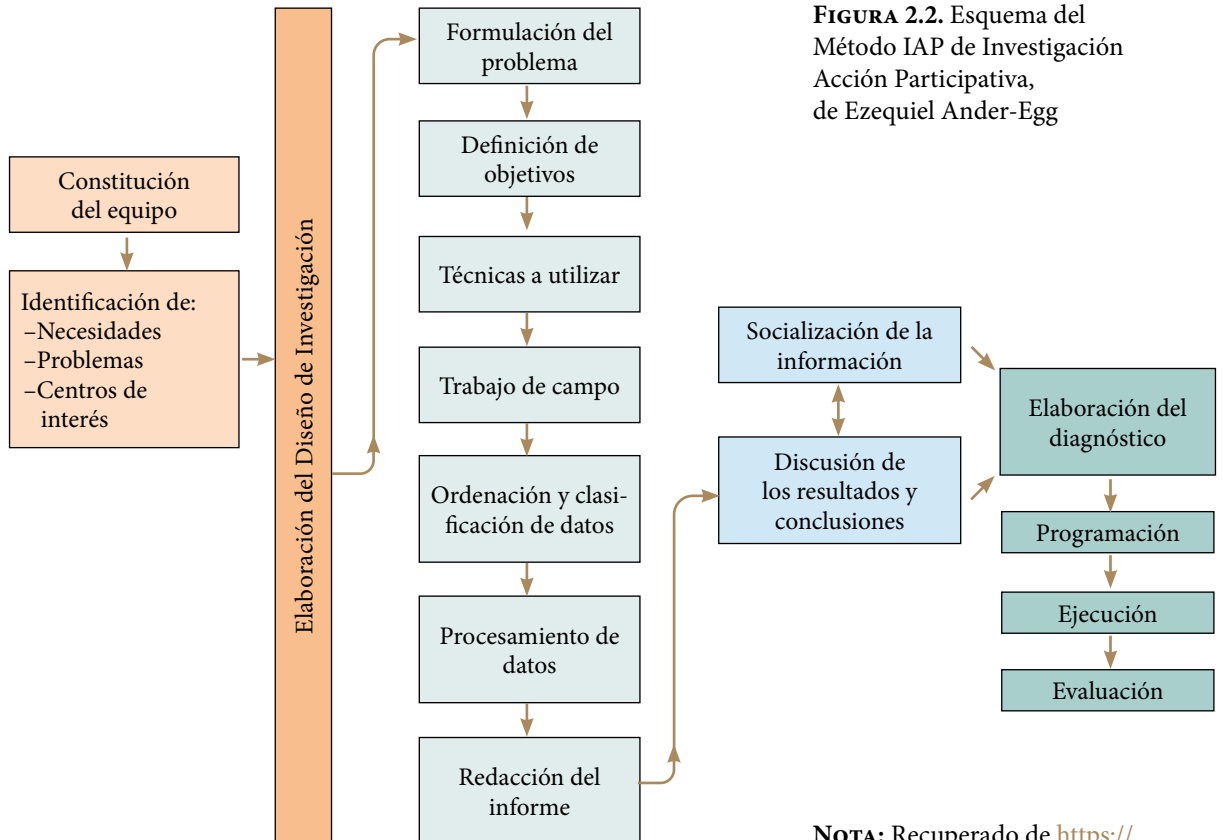 FIGURA 2.2. Esquema del
Método IAP de Investigación
Acción Participativa,
de Ezequiel Ander-Egg
Constitución
del equipo
Identificación de:
–Necesidades
–Problemas
–Centros de
interés
Elaboración del Diseño de Investigación
Formulación del
problema
Definición de
objetivos
Técnicas a utilizar
Trabajo de campo
Ordenación y clasi-
ficación de datos
Procesamiento de
datos
Redacción del
informe
Socialización de la
información
Discusión de
los resultados y
conclusiones
Elaboración del
diagnóstico
Programación
Ejecución
Evaluación
NOTA: Recuperado de https://